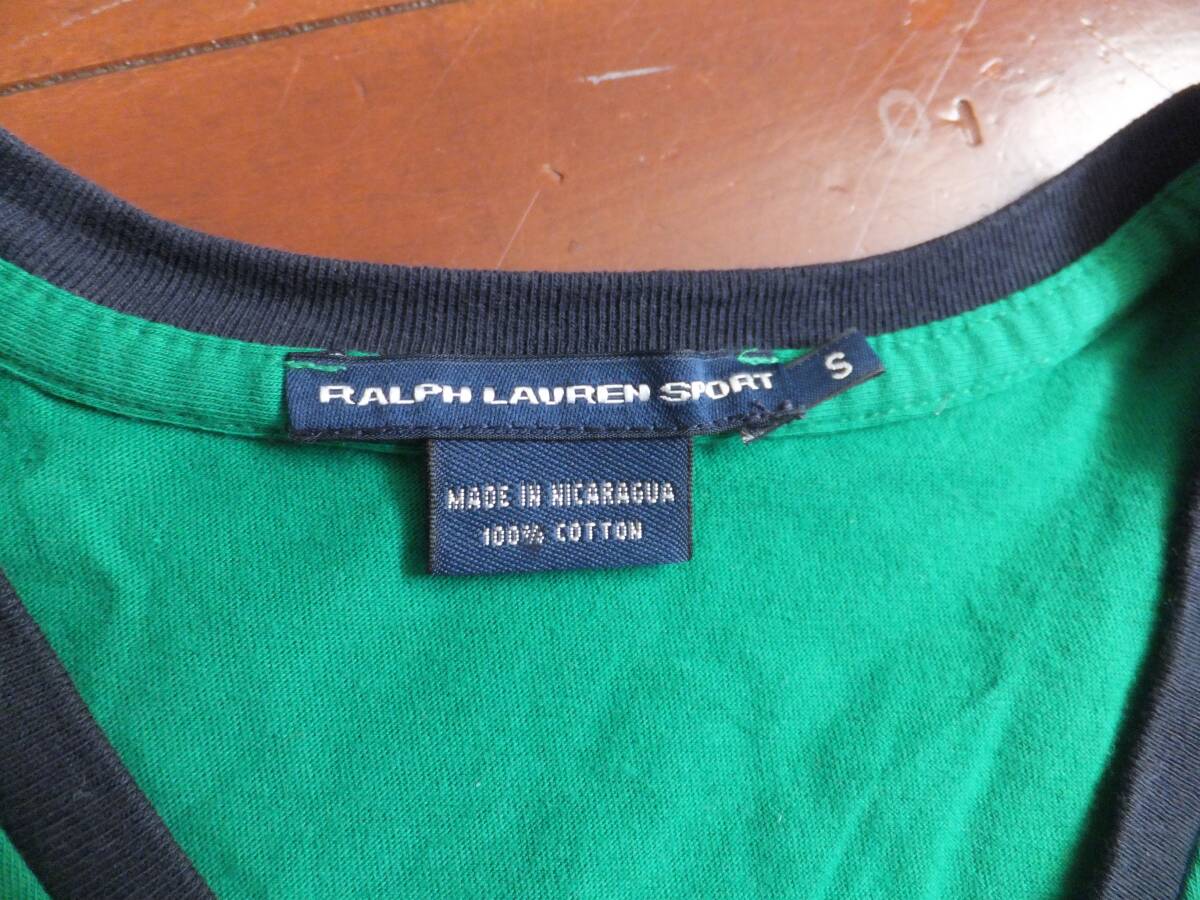 RALPH LAUREN SPORT
S
MADE IN NICARAGUA
100% COTTON